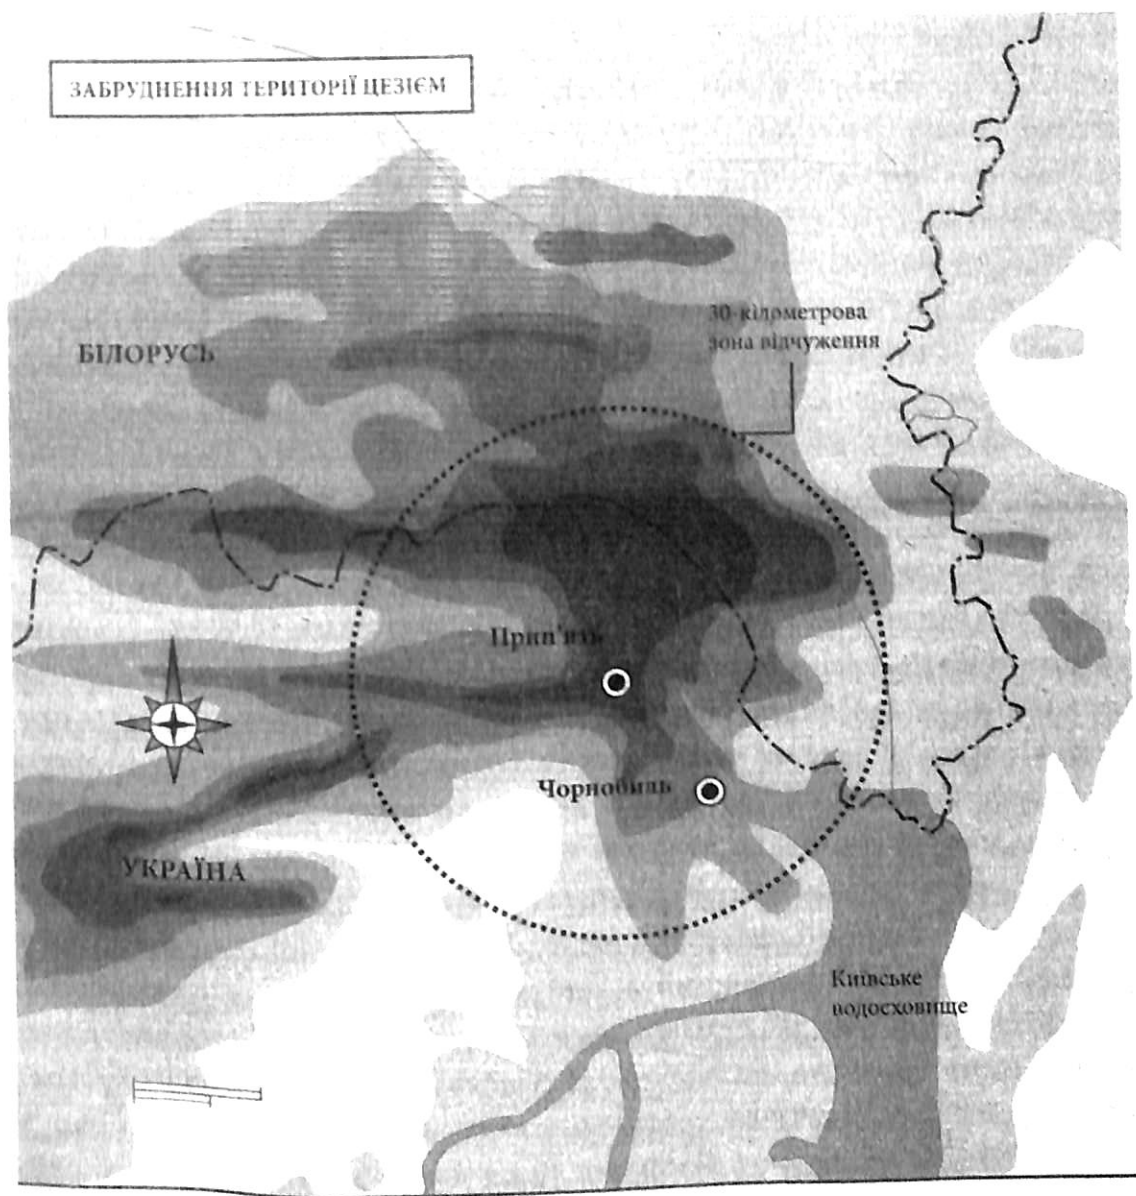 ЗАБРУДНЕННЯ ТЕРИТОРІЇ ЦЕЗІЄМ
30-кілометрова
зона відчуження
БІЛОРУСЬ
Прип'ять
Чорнобиль
УКРАЇНА
Київське
водосховище